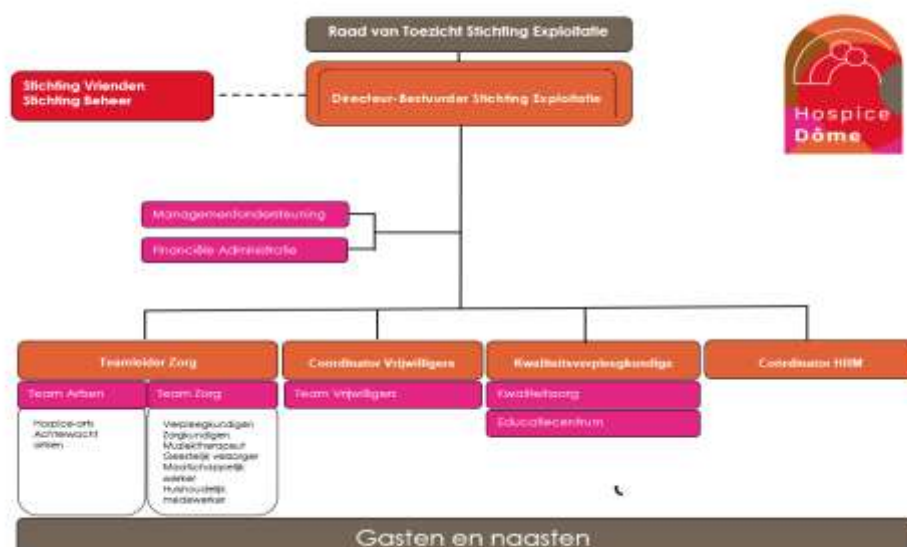 Raad van Toezicht Stichting Exploitatie
Stichting Vrienden
Stichting Beheer
Directeur-Bestuurder Stichting Exploitatie
Hospice
Dôme
Managementondersteuning
Financiële Administratie
Teamleider Zorg
Coordinator Vrijwilligers
Kwaliteitsverpleegkundige
Coordinator HRM
Team Artsen
Team Zorg
Team Vrijwilligers
Kwaliteitszorg
Educatiecentrum
Hospice-arts
Achterwacht
artsen
Verpleegkundigen
Zorgkundigen
Muziektherapeut
Geestelijk verzorger
Maatschappelijk
werker
Huishoudelijk
medewerker
Gasten en naasten